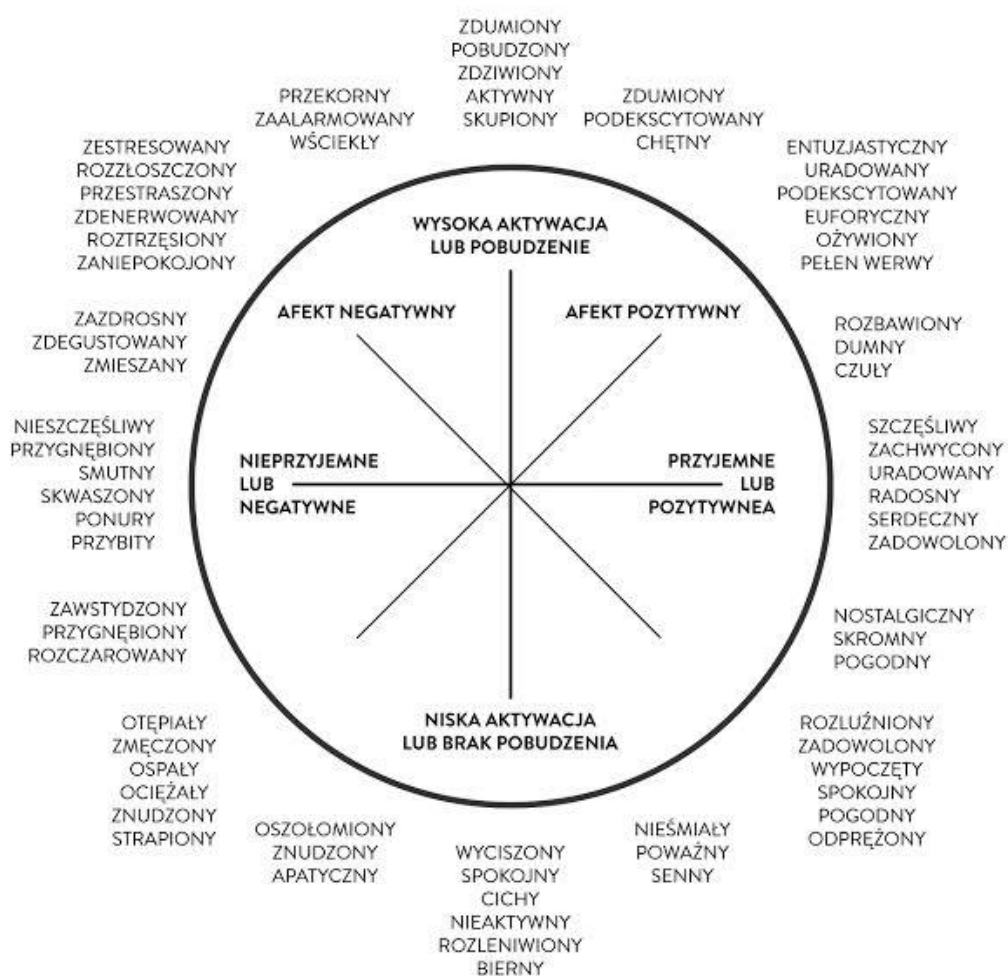 ZDUMIONY
POBUDZONY
ZDZIWIONY
AKTYWNY
SKUPIONY
PRZEKORNY
ZAALARMOWANY
WŚCIEKŁY
ZDUMIONY
PODEKSCYTOWANY
CHĘTNY
ZESTRESOWANY
ROZZŁOSZCZONY
PRZESTRASZONY
ZDENERWOWANY
ROZTRZĘSIONY
ZANIEPOKOJONY
ENTUZJASTYCZNY
URADOWANY
PODEKSCYTOWANY
EUFORYCZNY
OŻYWIONY
PEŁEN WERWY
WYSOKA AKTYWACJA
LUB POBUDZENIE
AFEKT NEGATYWNY
AFEKT POZYTYWNY
ZAZDROSNY
ZDEGUSTOWANY
ZMIESZANY
ROZBAWIONY
DUMNY
CZUŁY
NIESZCZĘŚLIWY
PRZYGNĘBIONY
SMUTNY
SKWASZONY
PONURY
PRZYBITY
NIEPRZYJEMNE
LUB
NEGATYWNE
PRZYJEMNE
LUB
POZYTYWNEA
SZCZĘŚLIWY
ZACHWYCONY
URADOWANY
RADOSNY
SERDECZNY
ZADOWOLONY
ZAWSTYDZONY
PRZYGNĘBIONY
ROZCZAROWANY
NOSTALGICZNY
SKROMNY
POGODNY
NISKA AKTYWACJA
LUB BRAK POBUDZENIA
OTĘPIAŁY
ZMĘCZONY
OSPAŁY
OCIĘŻAŁY
ZNUDZONY
STRAPIONY
ROZLUŹNIONY
ZADOWOLONY
WYPOCZĘTY
SPOKOJNY
POGODNY
ODPRĘŻONY
OSZOŁOMIONY
ZNUDZONY
APATYCZNY
WYCISZONY
SPOKOJNY
CICHY
NIEAKTYWNY
ROZLENIWIONY
BIERNY
NIEŚMIAŁY
POWAŻNY
SENNY